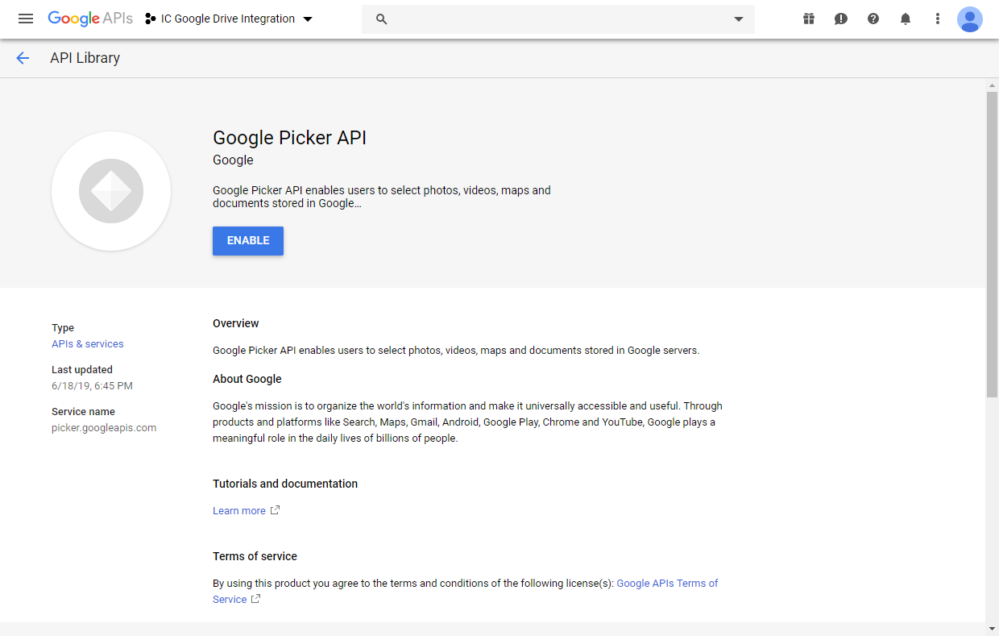 Google APIs
IC Google Drive Integration
API Library
Google Picker API
Google
Google Picker API enables users to select photos, videos, maps and
documents stored in Google...
ENABLE
Type
APIs & services
Last updated
6/18/19, 6:45 PM
Service name
picker.googleapis.com
Overview
Google Picker API enables users to select photos, videos, maps and documents stored in Google servers.
About Google
Google's mission is to organize the world's information and make it universally accessible and useful. Through
products and platforms like Search, Maps, Gmail, Android, Google Play, Chrome and YouTube, Google plays a
meaningful role in the daily lives of billions of people.
Tutorials and documentation
Learn more
Terms of service
By using this product you agree to the terms and conditions of the following license(s): Google APIs Terms of
Service